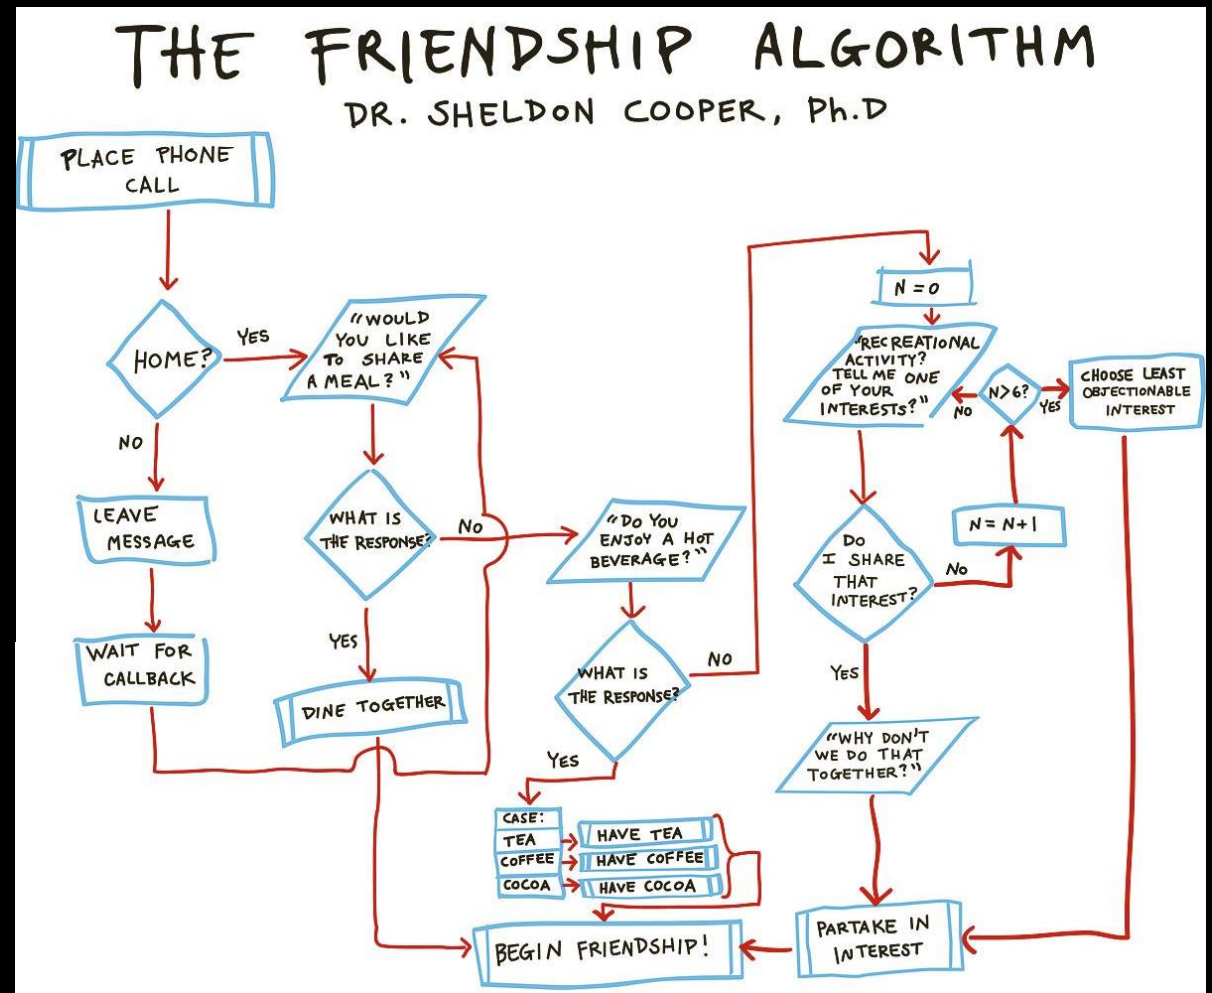 THE FRIENDSHIP ALGORITHM
DR. SHELDON COOPER, Ph.D
PLACE PHONE
CALL
HOME?
YES
NO
LEAVE
MESSAGE
WAIT FOR
CALLBACK
"WOULD
YOU LIKE
TO SHARE
A MEAL?"
WHAT IS
THE RESPONSE?
NO
YES
DINE TOGETHER
"DO YOU
ENJOY A HOT
BEVERAGE?"
WHAT IS
THE RESPONSE?
NO
YES
CASE:
TEA
HAVE TEA
COFFEE
HAVE COFFEE
COCOA
HAVE COCOA
N = 0
"RECREATIONAL
ACTIVITY?
TELL ME ONE
OF YOUR
INTERESTS?"
DO
I SHARE
THAT
INTEREST?
NO
N = N+1
N>6?
NO
YES
CHOOSE LEAST
OBJECTIONABLE
INTEREST
YES
"WHY DON'T
WE DO THAT
TOGETHER?"
PARTAKE IN
INTEREST
BEGIN FRIENDSHIP!